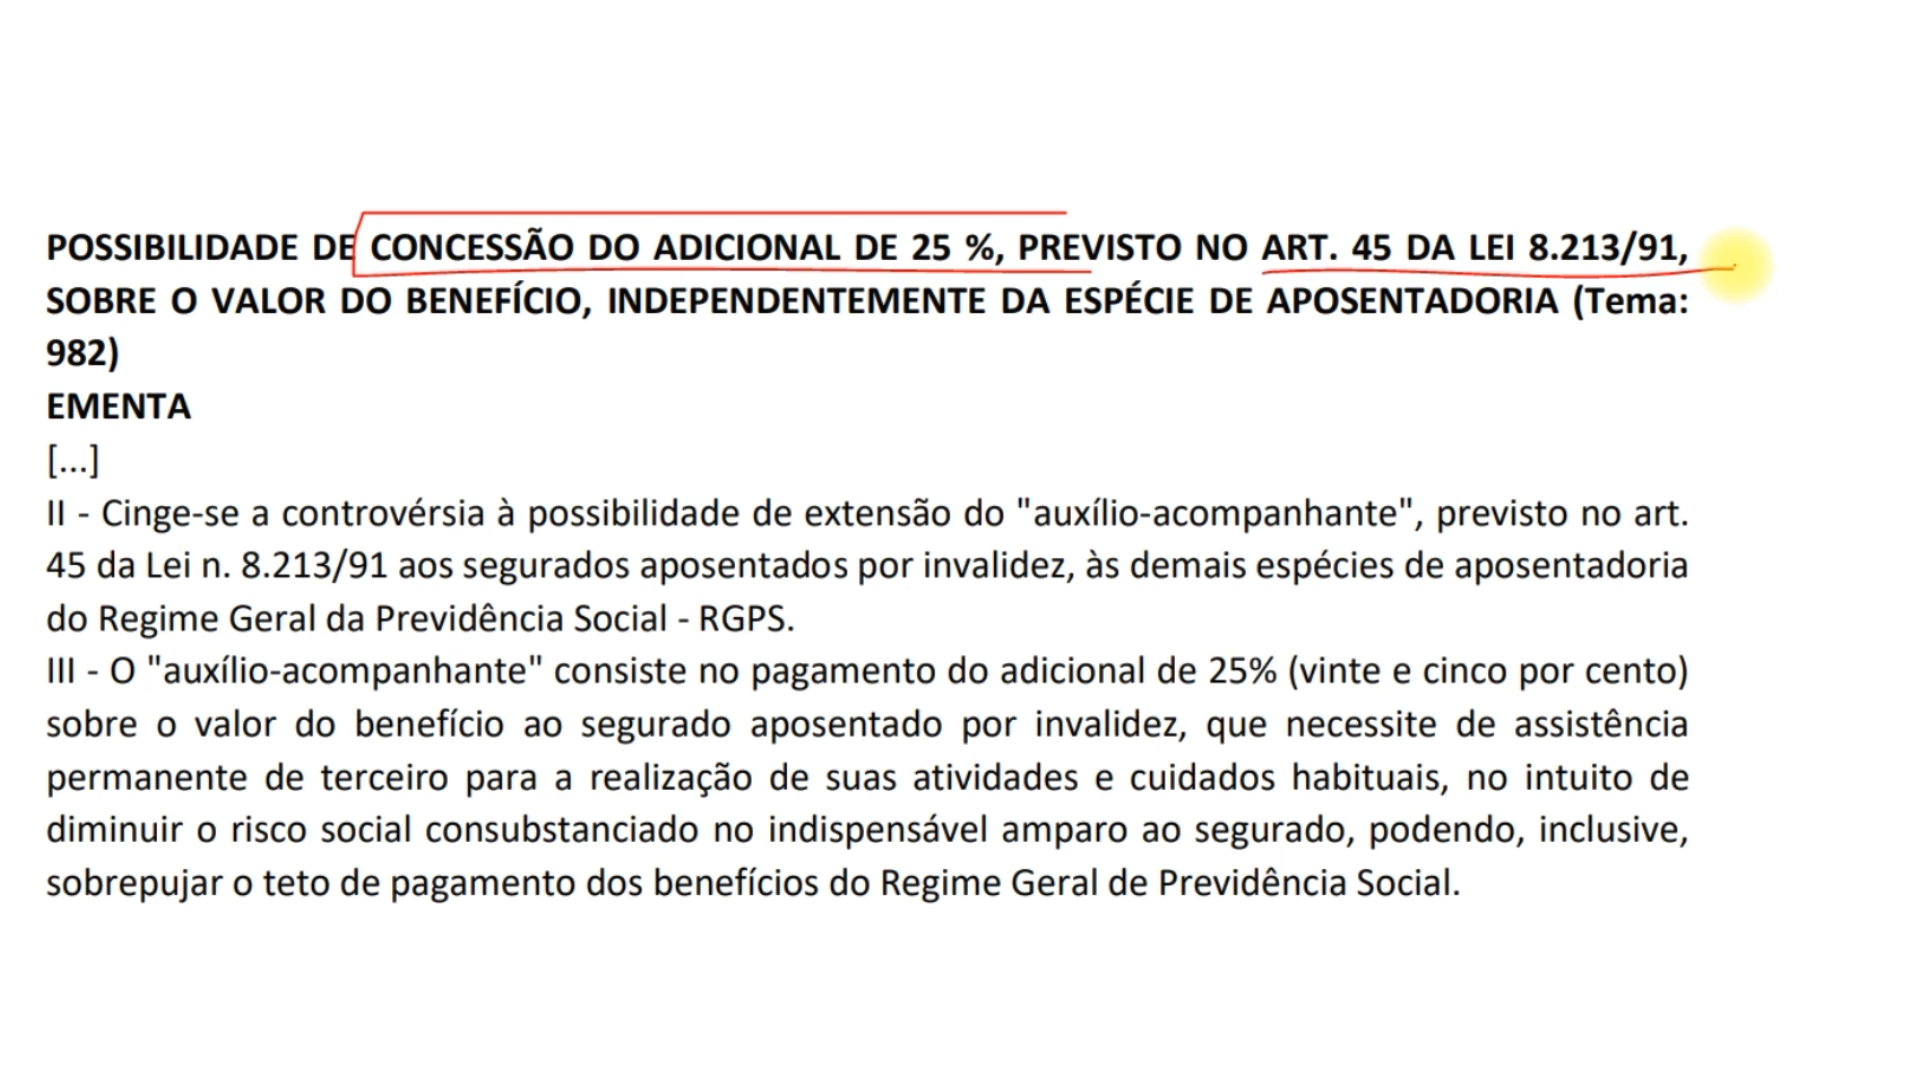 POSSIBILIDADE DE CONCESSÃO DO ADICIONAL DE 25 %, PREVISTO NO ART. 45 DA LEI 8.213/91,
SOBRE O VALOR DO BENEFÍCIO, INDEPENDENTEMENTE DA ESPÉCIE DE APOSENTADORIA (Tema:
982)
EMENTA
[...]
II - Cinge-se a controvérsia à possibilidade de extensão do "auxílio-acompanhante", previsto no art.
45 da Lei n. 8.213/91 aos segurados aposentados por invalidez, às demais espécies de aposentadoria
do Regime Geral da Previdência Social - RGPS.
III - O "auxílio-acompanhante" consiste no pagamento do adicional de 25% (vinte e cinco por cento)
sobre o valor do benefício ao segurado aposentado por invalidez, que necessite de assistência
permanente de terceiro para a realização de suas atividades e cuidados habituais, no intuito de
diminuir o risco social consubstanciado no indispensável amparo ao segurado, podendo, inclusive,
sobrepujar o teto de pagamento dos benefícios do Regime Geral de Previdência Social.